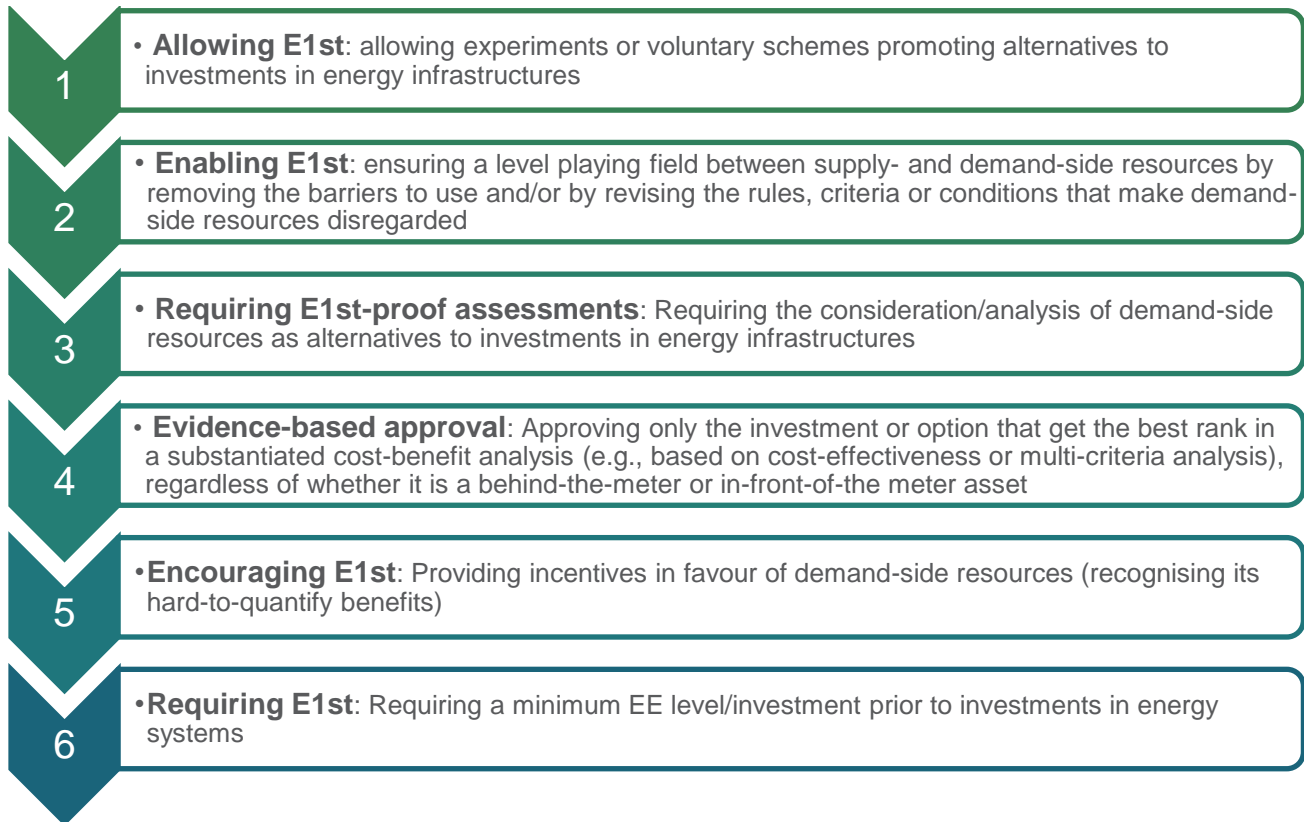 1
• Allowing E1st: allowing experiments or voluntary schemes promoting alternatives to
investments in energy infrastructures
2
• Enabling E1st: ensuring a level playing field between supply- and demand-side resources by
removing the barriers to use and/or by revising the rules, criteria or conditions that make demand-
side resources disregarded
3
• Requiring E1st-proof assessments: Requiring the consideration/analysis of demand-side
resources as alternatives to investments in energy infrastructures
4
• Evidence-based approval: Approving only the investment or option that get the best rank in
a substantiated cost-benefit analysis (e.g., based on cost-effectiveness or multi-criteria analysis),
regardless of whether it is a behind-the-meter or in-front-of-the meter asset
5
•Encouraging E1st: Providing incentives in favour of demand-side resources (recognising its
hard-to-quantify benefits)
6
•Requiring E1st: Requiring a minimum EE level/investment prior to investments in energy
systems